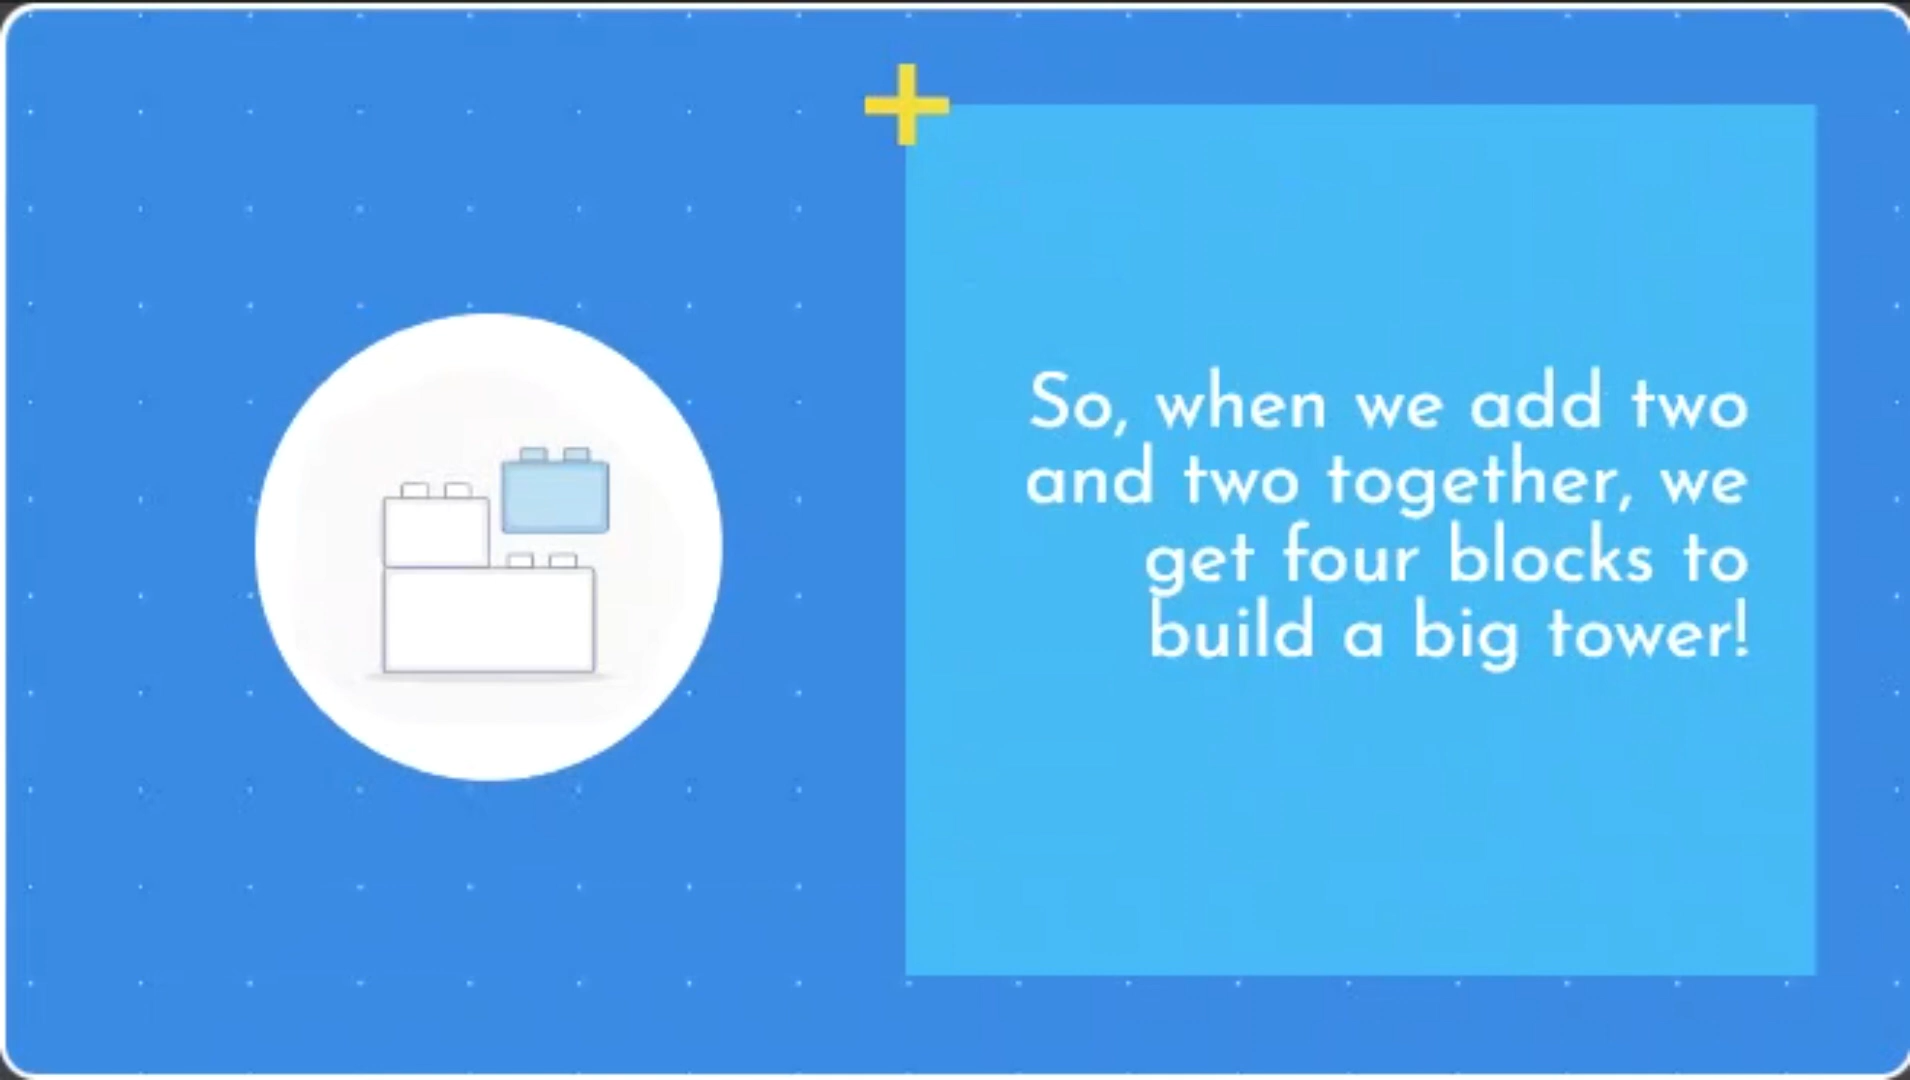 So, when we add two
and two together, we
get four blocks to
build a big tower!